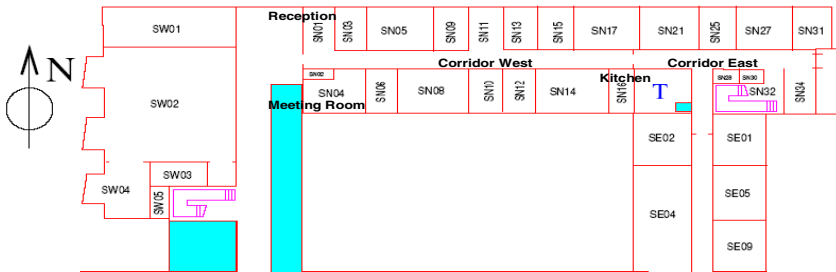 Reception
SW01
SN01
SN03
SN05
SN09
SN11
SN13
SN15
SN17
SN21
SN25
SN27
SN31
N
Corridor West
Corridor East
SN02
Kitchen
SN28
SN30
SW02
SN04
SN06
SN08
SN10
SN12
SN14
SN16
T
SN32
SN34
Meeting Room
SE02
SE01
SW03
SW04
SW05
SE05
SE04
SE09